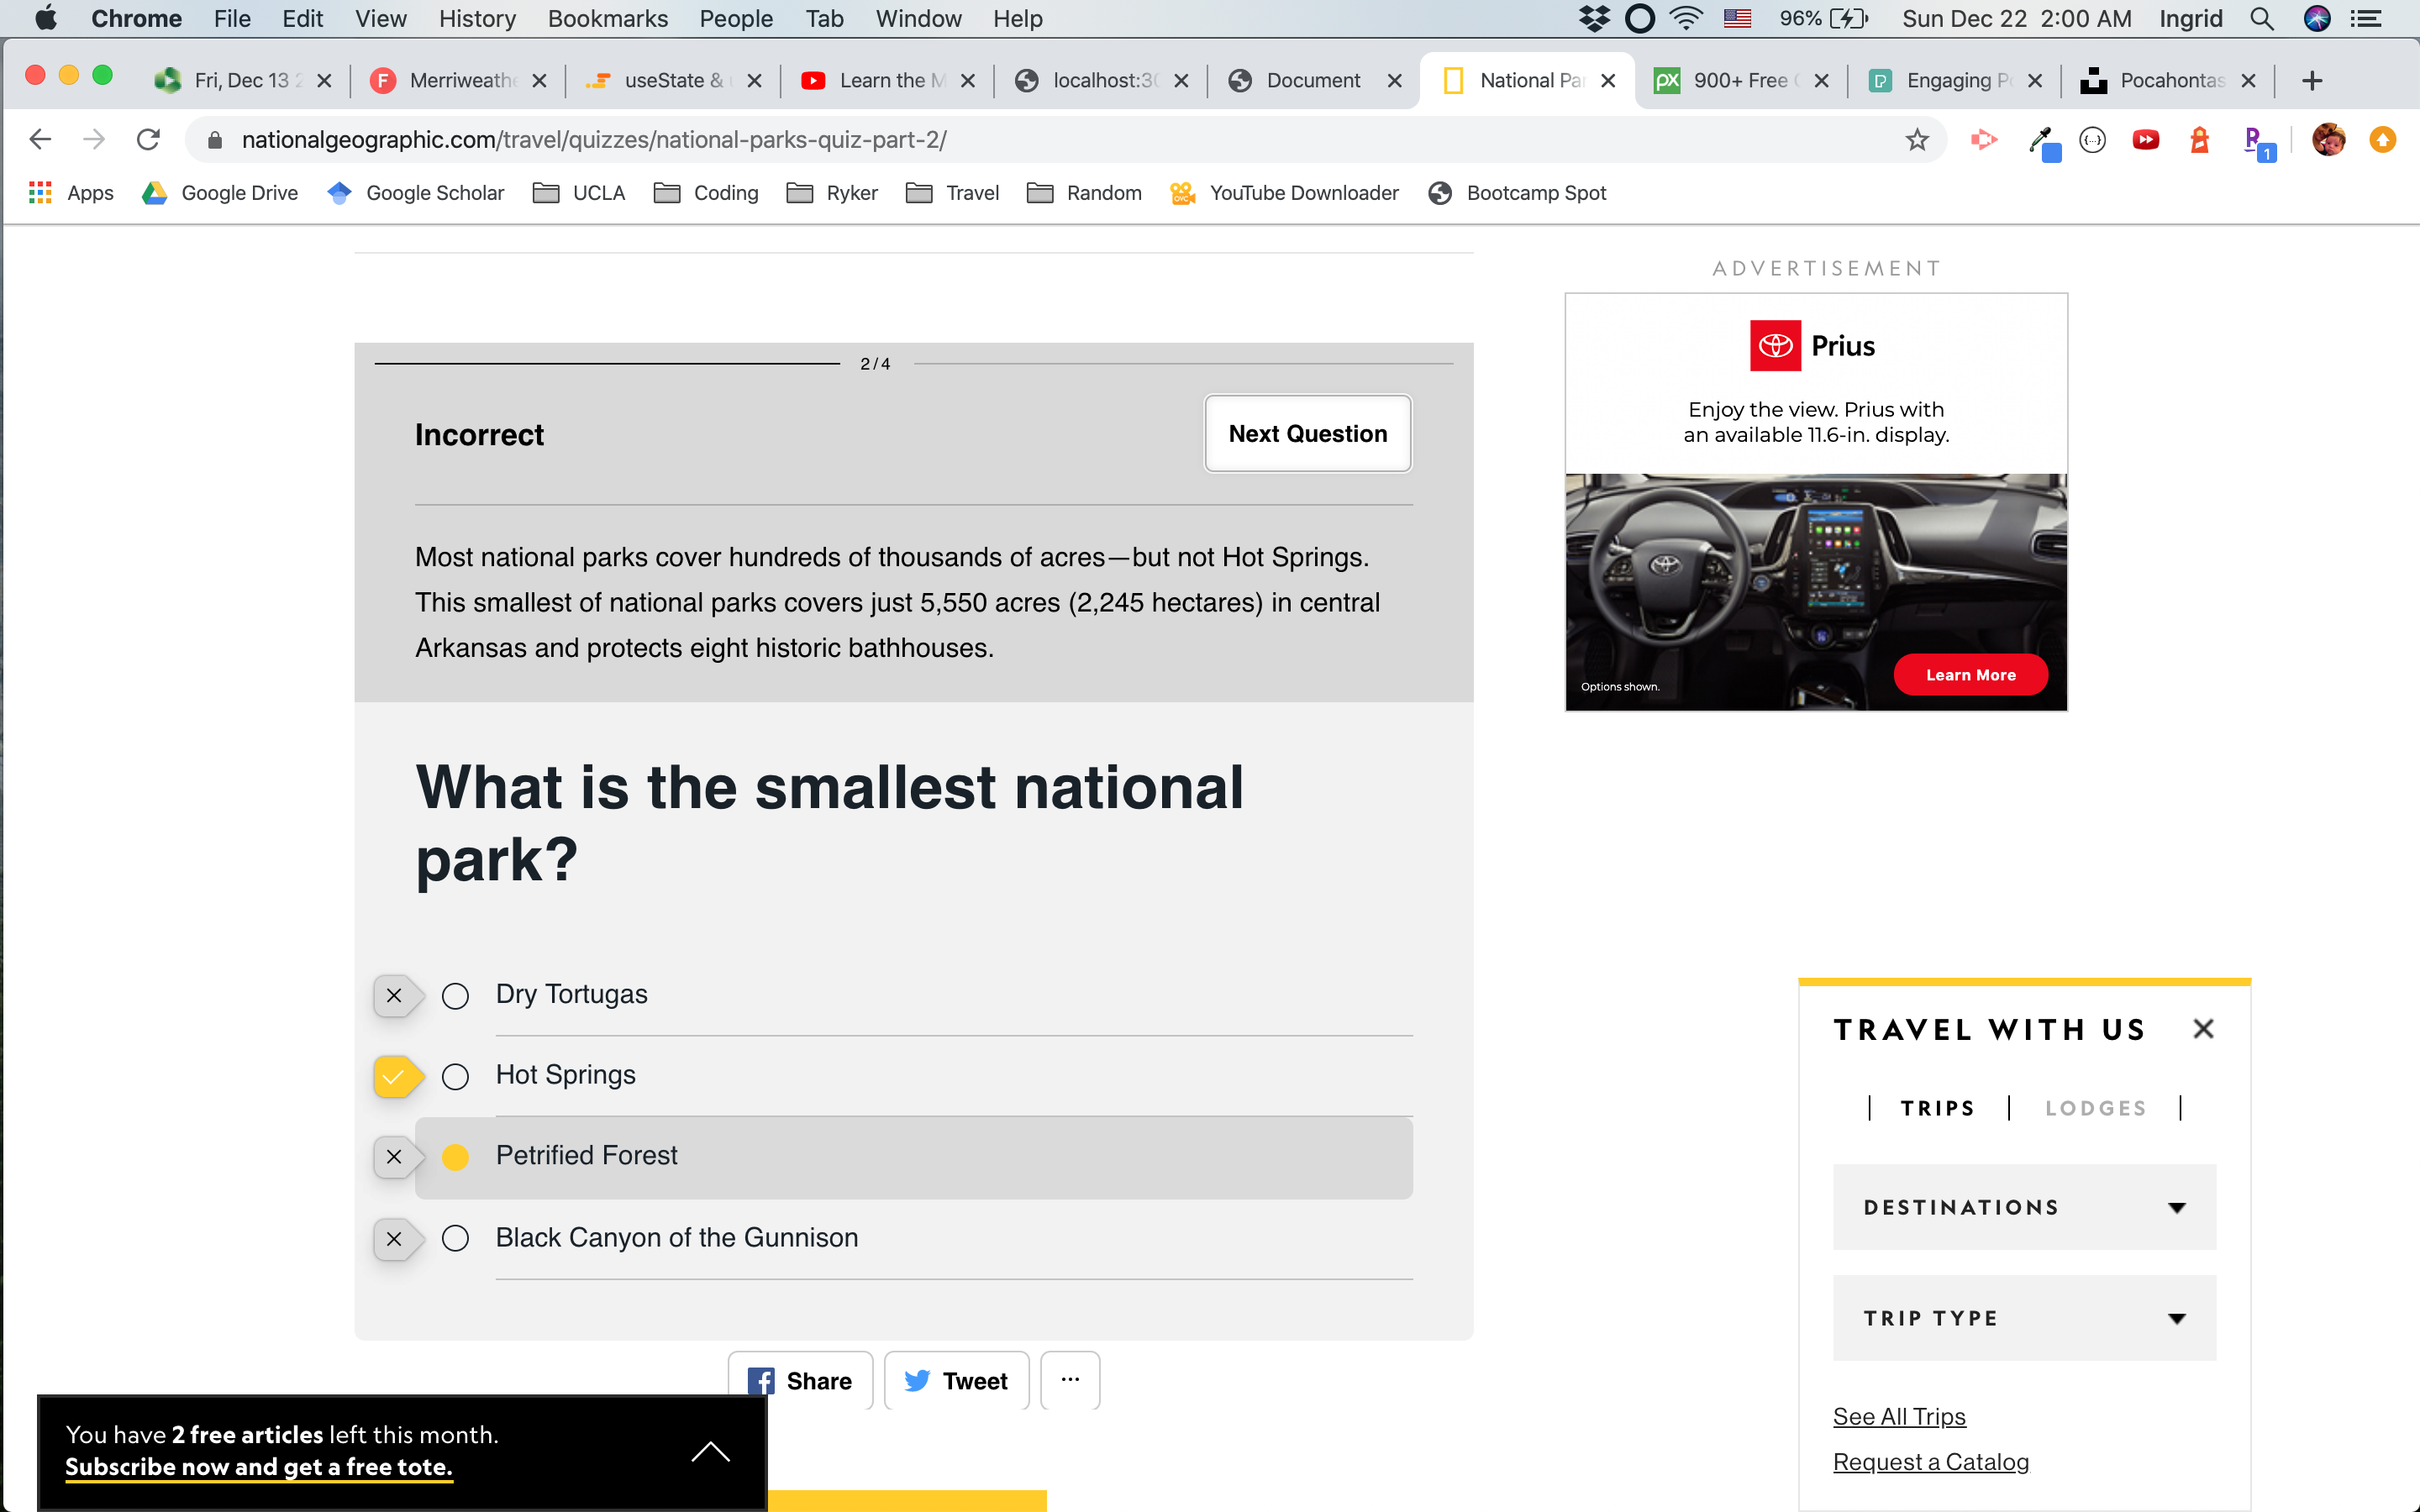 Chrome File Edit View History Bookmarks People Tab Window Help 96% Sun Dec 22 2:00 AM Ingrid
Fri, Dec 13 Merriweathe useState & Learn the M localhost:30 Document National Par 900+ Free Engaging P Pocahontas
nationalgeographic.com/travel/quizzes/national-parks-quiz-part-2/
1
Apps Google Drive Google Scholar UCLA Coding Ryker Travel Random YouTube Downloader Bootcamp Spot
2/4
Incorrect
Next Question
Most national parks cover hundreds of thousands of acres—but not Hot Springs.
This smallest of national parks covers just 5,550 acres (2,245 hectares) in central
Arkansas and protects eight historic bathhouses.
What is the smallest national
park?
Dry Tortugas
Hot Springs
Petrified Forest
Black Canyon of the Gunnison
Share Tweet ...
You have 2 free articles left this month.
Subscribe now and get a free tote.
ADVERTISEMENT
Prius
Enjoy the view. Prius with
an available 11.6-in. display.
Options shown.
Learn More
TRAVEL WITH US
TRIPS LODGES
DESTINATIONS
TRIP TYPE
See All Trips
Request a Catalog